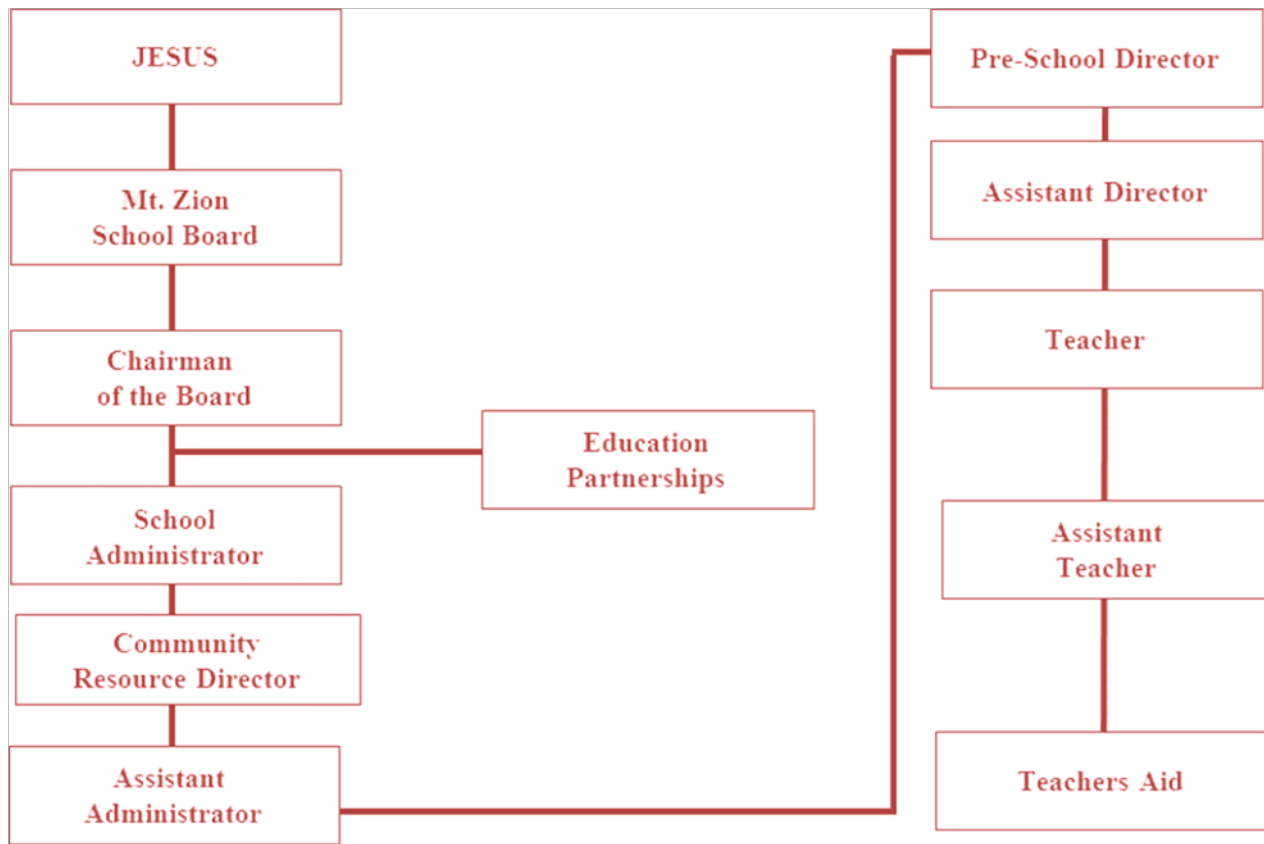 JESUS
Mt. Zion
School Board
Chairman
of the Board
Education
Partnerships
School
Administrator
Community
Resource Director
Assistant
Administrator
Pre-School Director
Assistant Director
Teacher
Assistant
Teacher
Teachers Aid